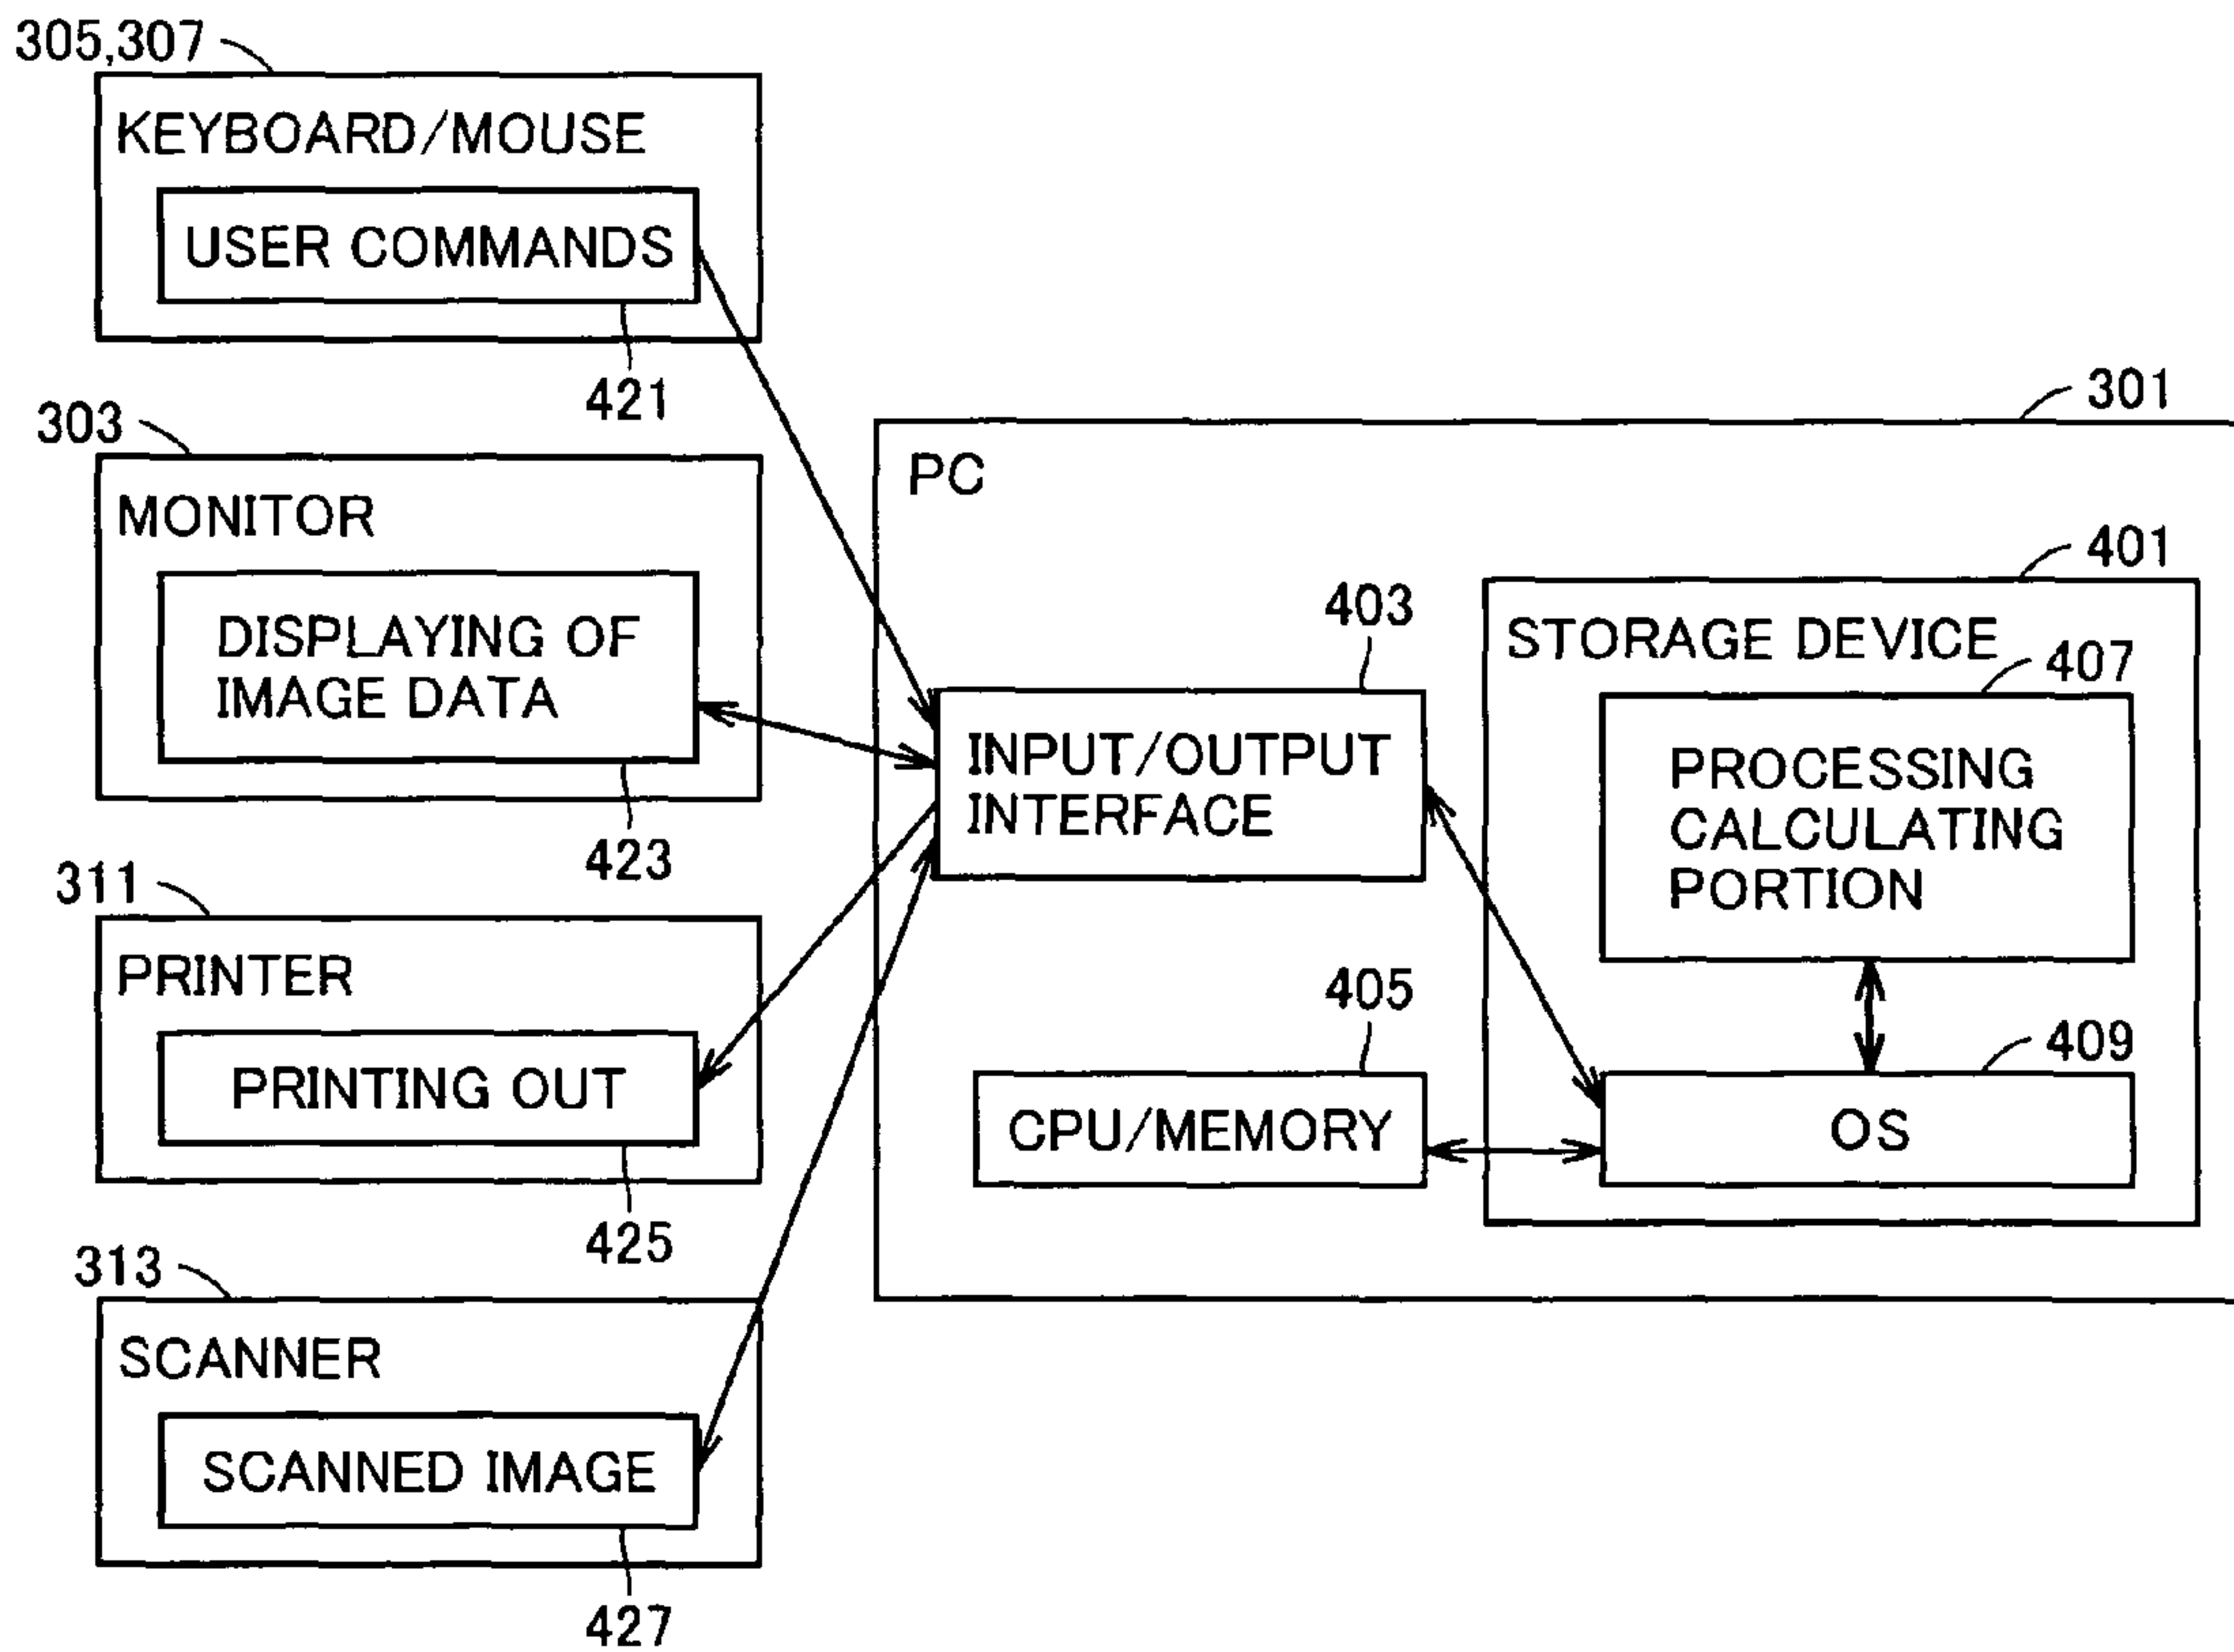 305,307
KEYBOARD/MOUSE
USER COMMANDS
421
303
MONITOR
DISPLAYING OF
IMAGE DATA
423
311
PRINTER
PRINTING OUT
425
313
SCANNER
SCANNED IMAGE
427
301
PC
403
INPUT/OUTPUT
INTERFACE
405
CPU/MEMORY
401
STORAGE DEVICE
407
PROCESSING
CALCULATING
PORTION
409
OS